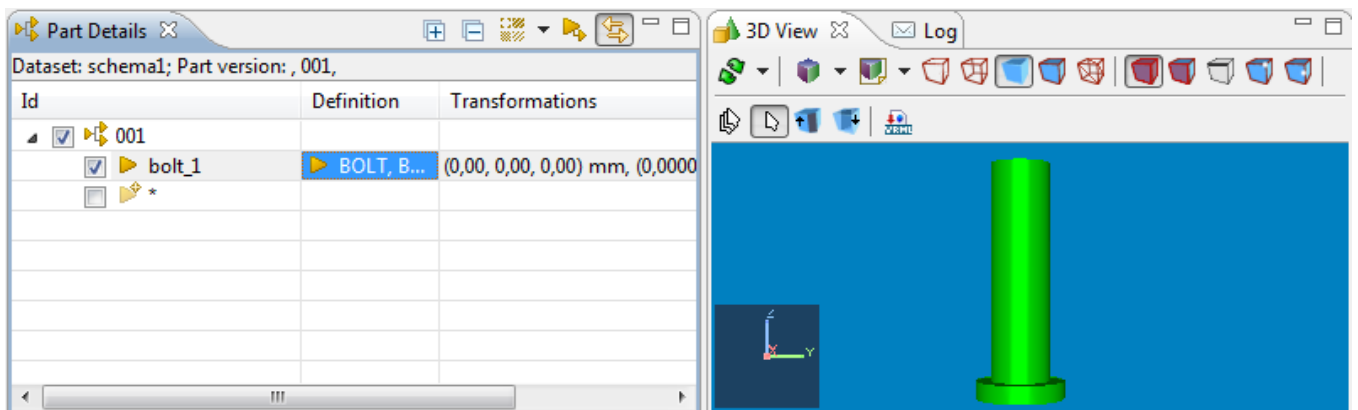 Part Details
3D View
Log
Dataset: schema1; Part version: , 001,
Id
Definition
Transformations
001
bolt_1
BOLT, B...
(0,00, 0,00, 0,00) mm, (0,0000
*
VRML
Z
X
Y